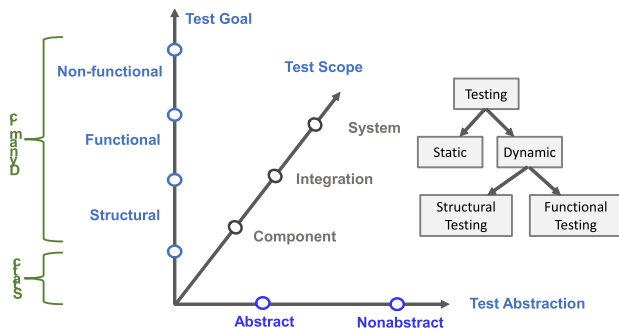 Test Goal
Non-functional
Test Scope
Testing
System
Functional
Static
Dynamic
Integration
Structural
Testing
Functional
Testing
Structural
Component
Test Abstraction
Abstract
Nonabstract